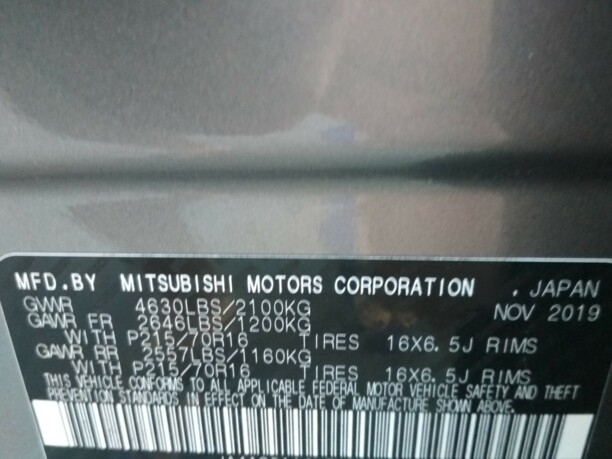 MFD.BY MITSUBISHI MOTORS CORPORATION . JAPAN
GVWR 4630LBS/2100KG NOV 2019
GAWR FR 2646LBS/1200KG
WITH P215/70R16 TIRES 16X6.5J RIMS
GAWR RR 2557LBS/1160KG
WITH P215/70R16 TIRES 16X6.5J RIMS
THIS VEHICLE CONFORMS TO ALL APPLICABLE FEDERAL MOTOR VEHICLE SAFETY AND THEFT
PREVENTION STANDARDS IN EFFECT ON THE DATE OF MANUFACTURE SHOWN ABOVE.